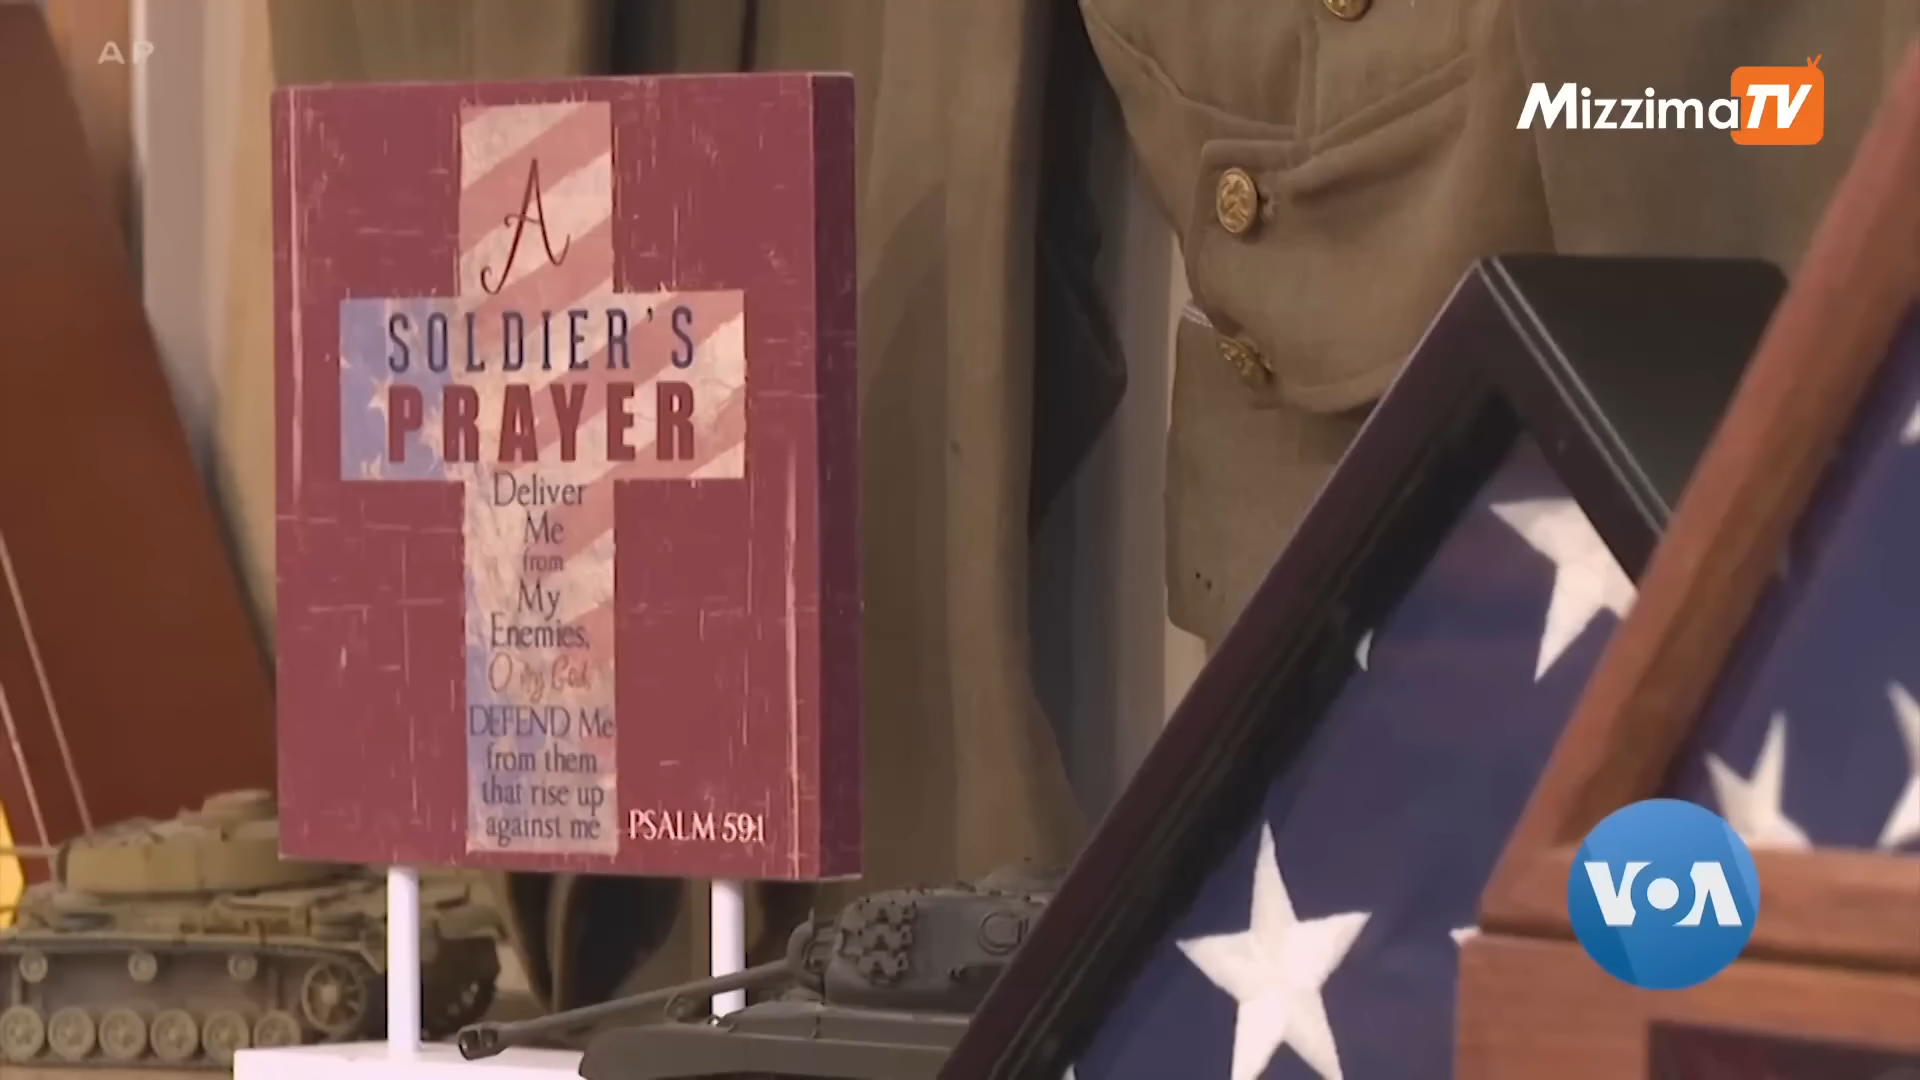 AP
MizzimaTV
A
SOLDIER'S
PRAYER
Deliver
Me
from
My
Enemies,
O my God,
DEFEND Me
from them
that rise up
against me
PSALM 59:1
VOA